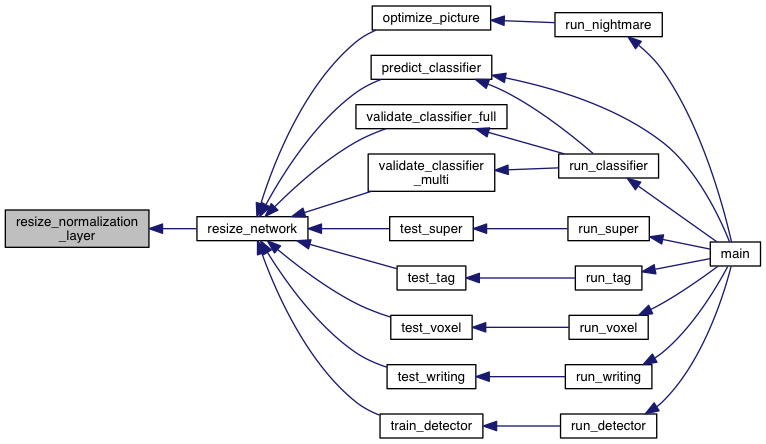 optimize_picture
run_nightmare
predict_classifier
validate_classifier_full
validate_classifier
_multi
run_classifier
resize_normalization
_layer
resize_network
test_super
run_super
main
test_tag
run_tag
test_voxel
run_voxel
test_writing
run_writing
train_detector
run_detector